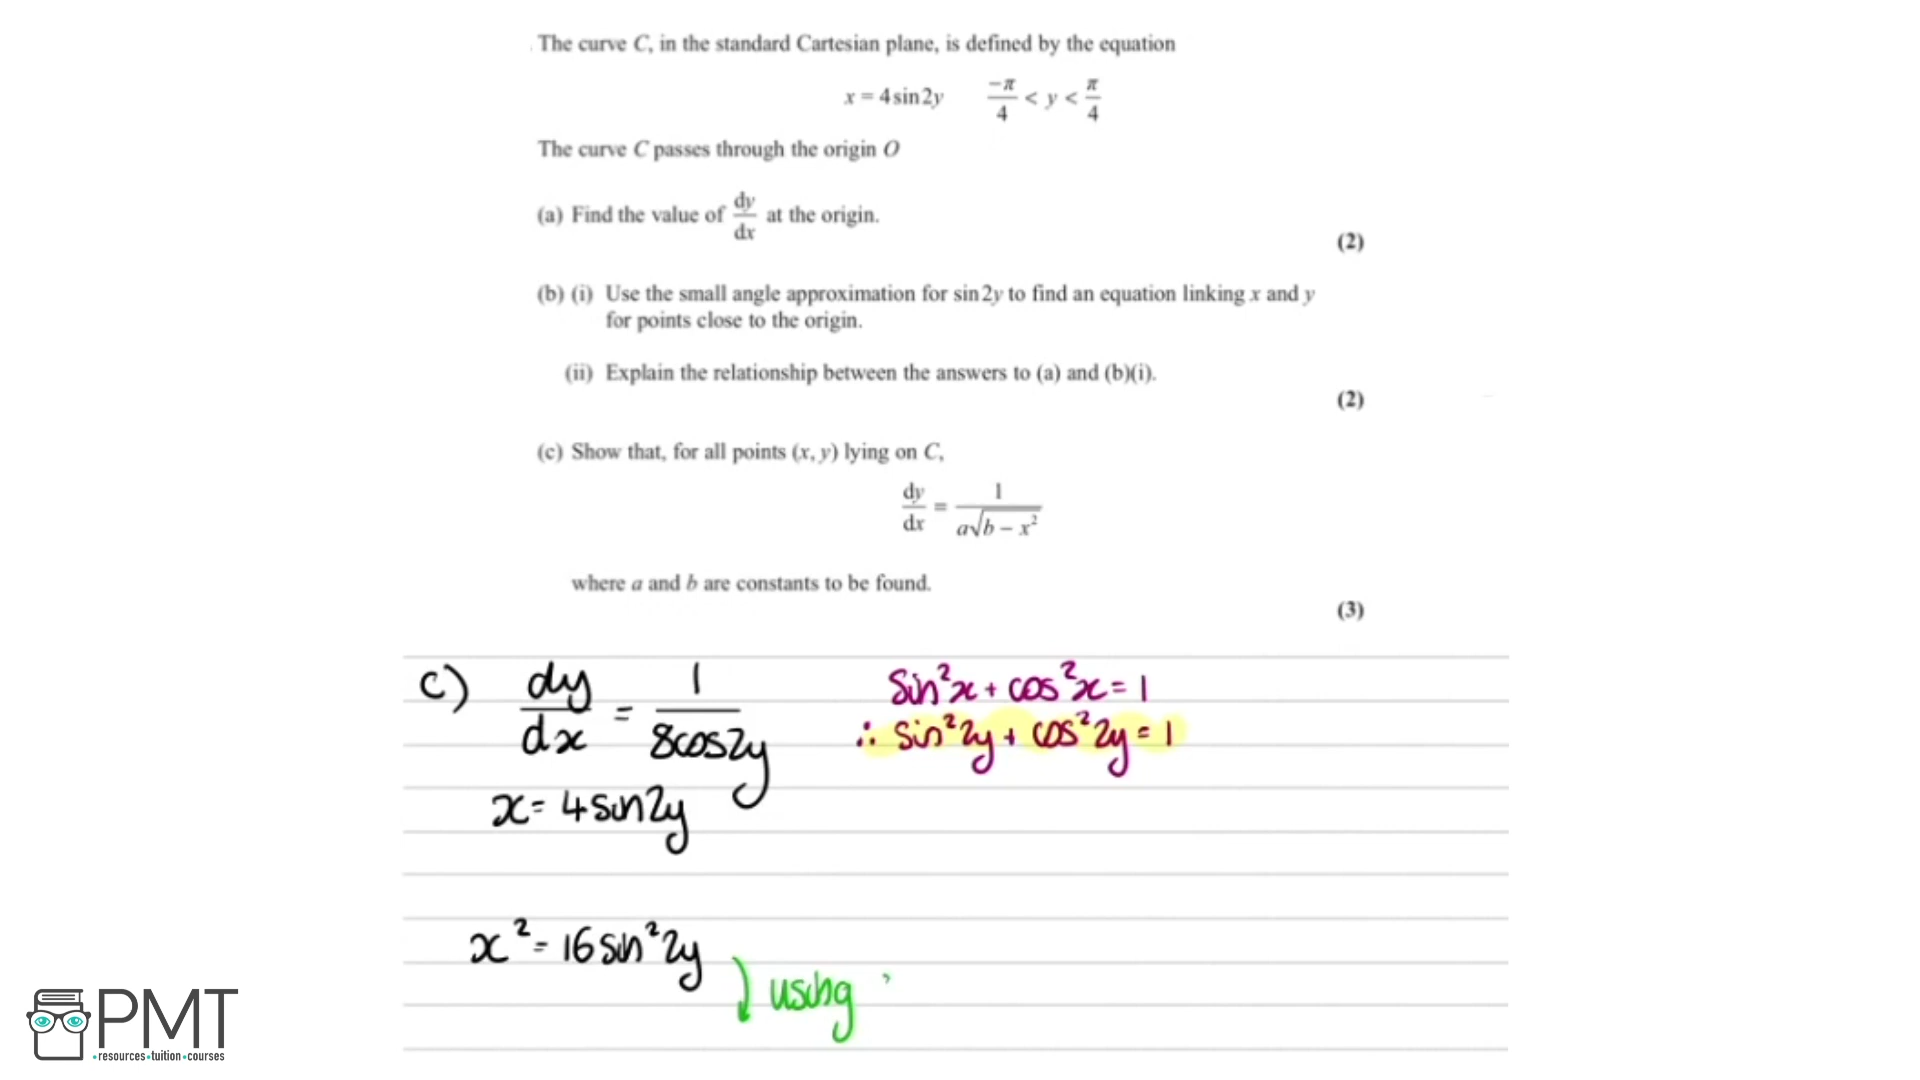 The curve C, in the standard Cartesian plane, is defined by the equation
x = 4sin2y   -π/4 < y < π/4
The curve C passes through the origin O
(a) Find the value of dy/dx at the origin.
(2)
(b) (i) Use the small angle approximation for sin2y to find an equation linking x and y
for points close to the origin.
(ii) Explain the relationship between the answers to (a) and (b)(i).
(2)
(c) Show that, for all points (x, y) lying on C,
dy/dx = 1/(a√(b – x²))
where a and b are constants to be found.
(3)
c) dy/dx = 1/(8cos2y)
sin²x + cos²x = 1
∴ sin²2y + cos²2y = 1
x = 4sin2y
x² = 16sin²2y
using
PMT
•resources•tuition•courses